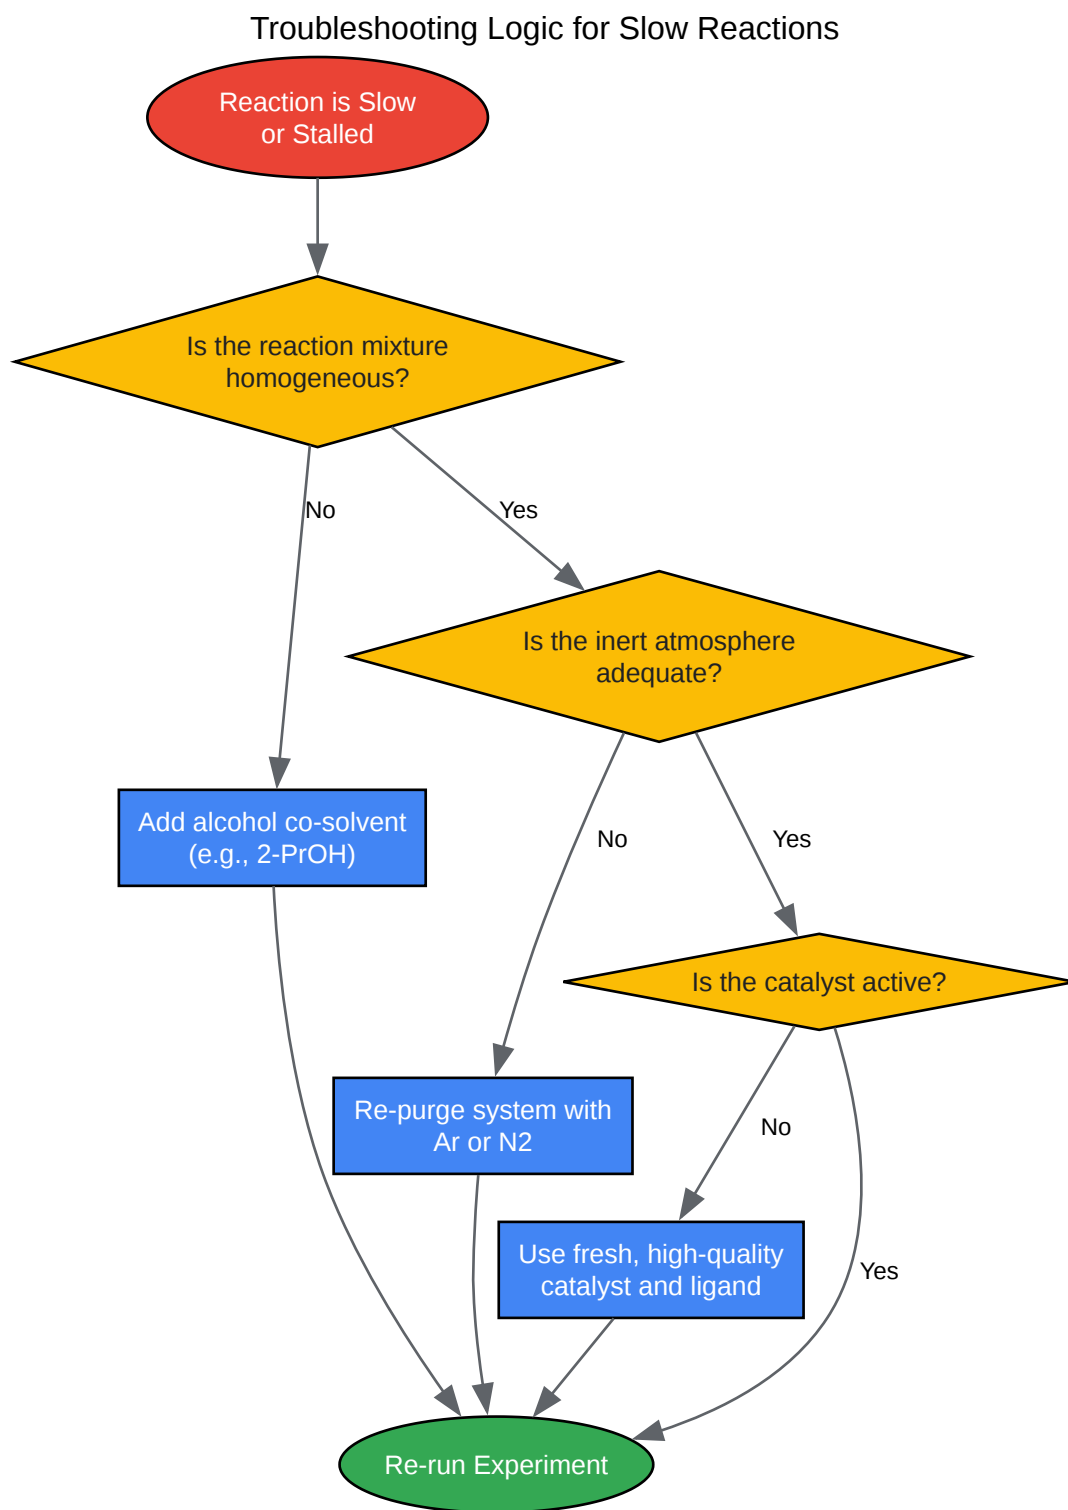 Troubleshooting Logic for Slow Reactions
Reaction is Slow
or Stalled
Is the reaction mixture
homogeneous?
No
Yes
Is the inert atmosphere
adequate?
Add alcohol co-solvent
(e.g., 2-PrOH)
No
Yes
Is the catalyst active?
Re-purge system with
Ar or N2
No
Use fresh, high-quality
catalyst and ligand
Yes
Re-run Experiment